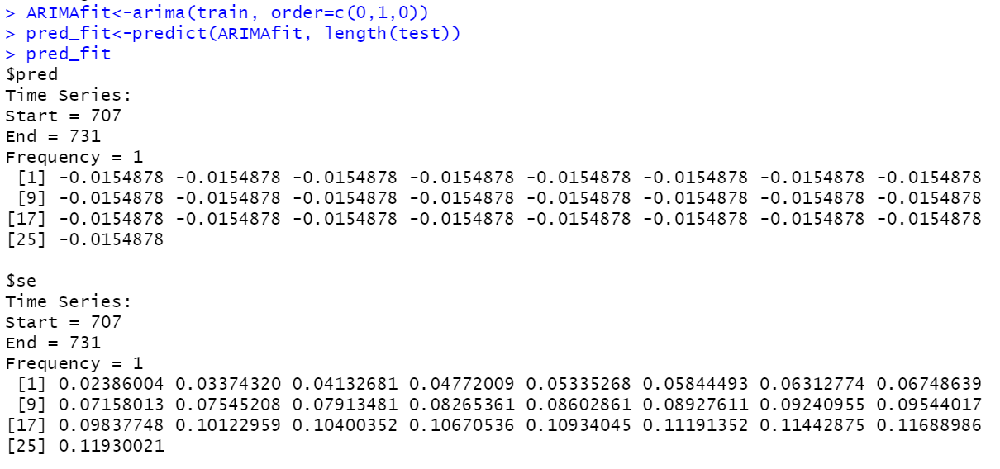 > ARIMAfit<-arima(train, order=c(0,1,0))
> pred_fit<-predict(ARIMAfit, length(test))
> pred_fit
$pred
Time Series:
Start = 707
End = 731
Frequency = 1
 [1] -0.0154878 -0.0154878 -0.0154878 -0.0154878 -0.0154878 -0.0154878 -0.0154878 -0.0154878
 [9] -0.0154878 -0.0154878 -0.0154878 -0.0154878 -0.0154878 -0.0154878 -0.0154878 -0.0154878
[17] -0.0154878 -0.0154878 -0.0154878 -0.0154878 -0.0154878 -0.0154878 -0.0154878 -0.0154878
[25] -0.0154878

$se
Time Series:
Start = 707
End = 731
Frequency = 1
 [1] 0.02386004 0.03374320 0.04132681 0.04772009 0.05335268 0.05844493 0.06312774 0.06748639
 [9] 0.07158013 0.07545208 0.07913481 0.08265361 0.08602861 0.08927611 0.09240955 0.09544017
[17] 0.09837748 0.10122959 0.10400352 0.10670536 0.10934045 0.11191352 0.11442875 0.11688986
[25] 0.11930021